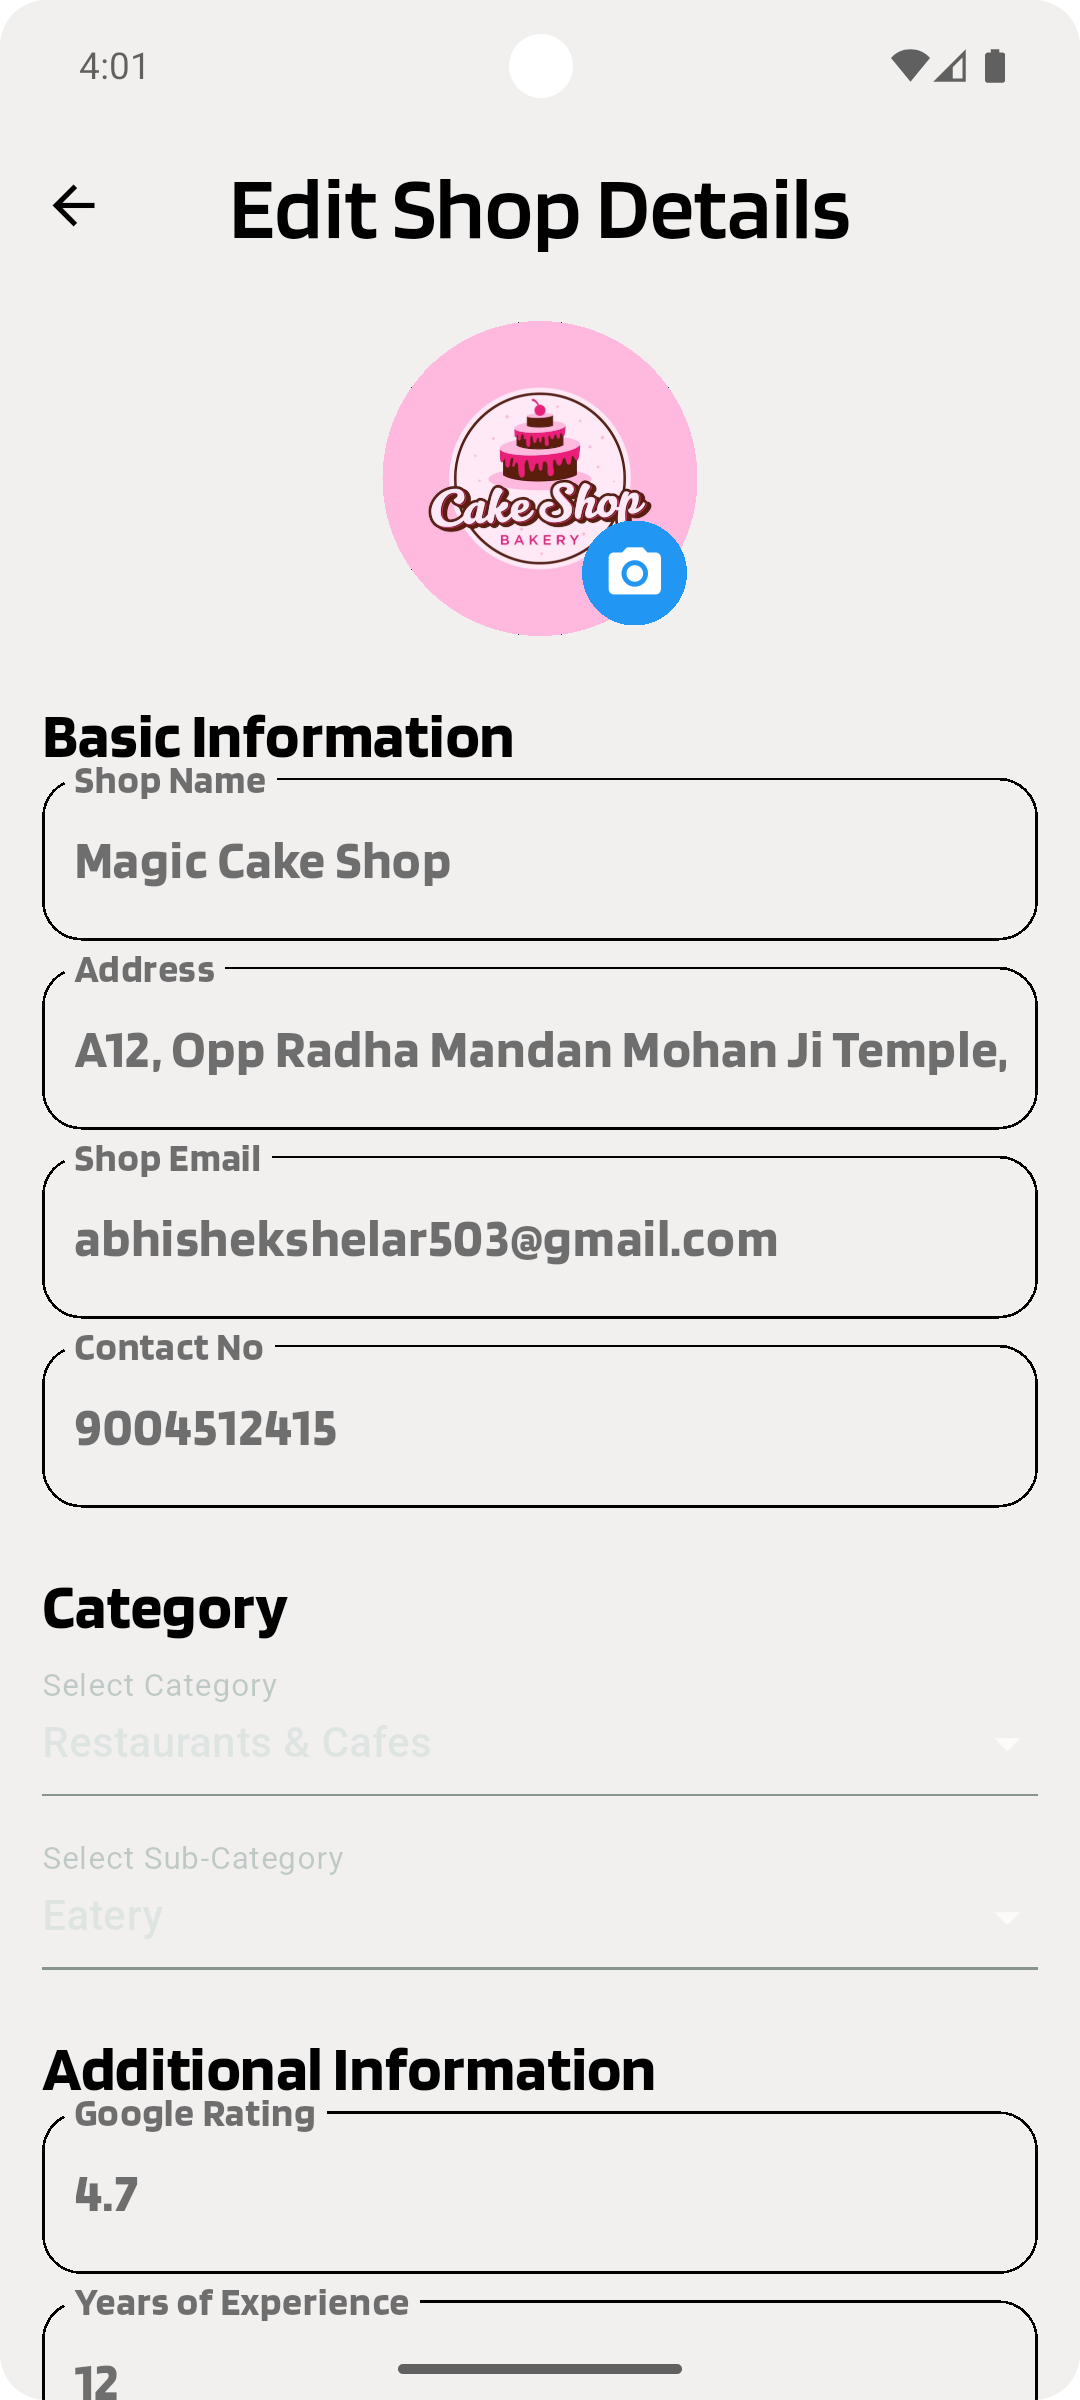 4:01
Edit Shop Details
Cake Shop
BAKERY
Basic Information
Shop Name
Magic Cake Shop
Address
A12, Opp Radha Mandan Mohan Ji Temple,
Shop Email
abhishekshelar503@gmail.com
Contact No
9004512415
Category
Select Category
Restaurants & Cafes
Select Sub-Category
Eatery
Additional Information
Google Rating
4.7
Years of Experience
12